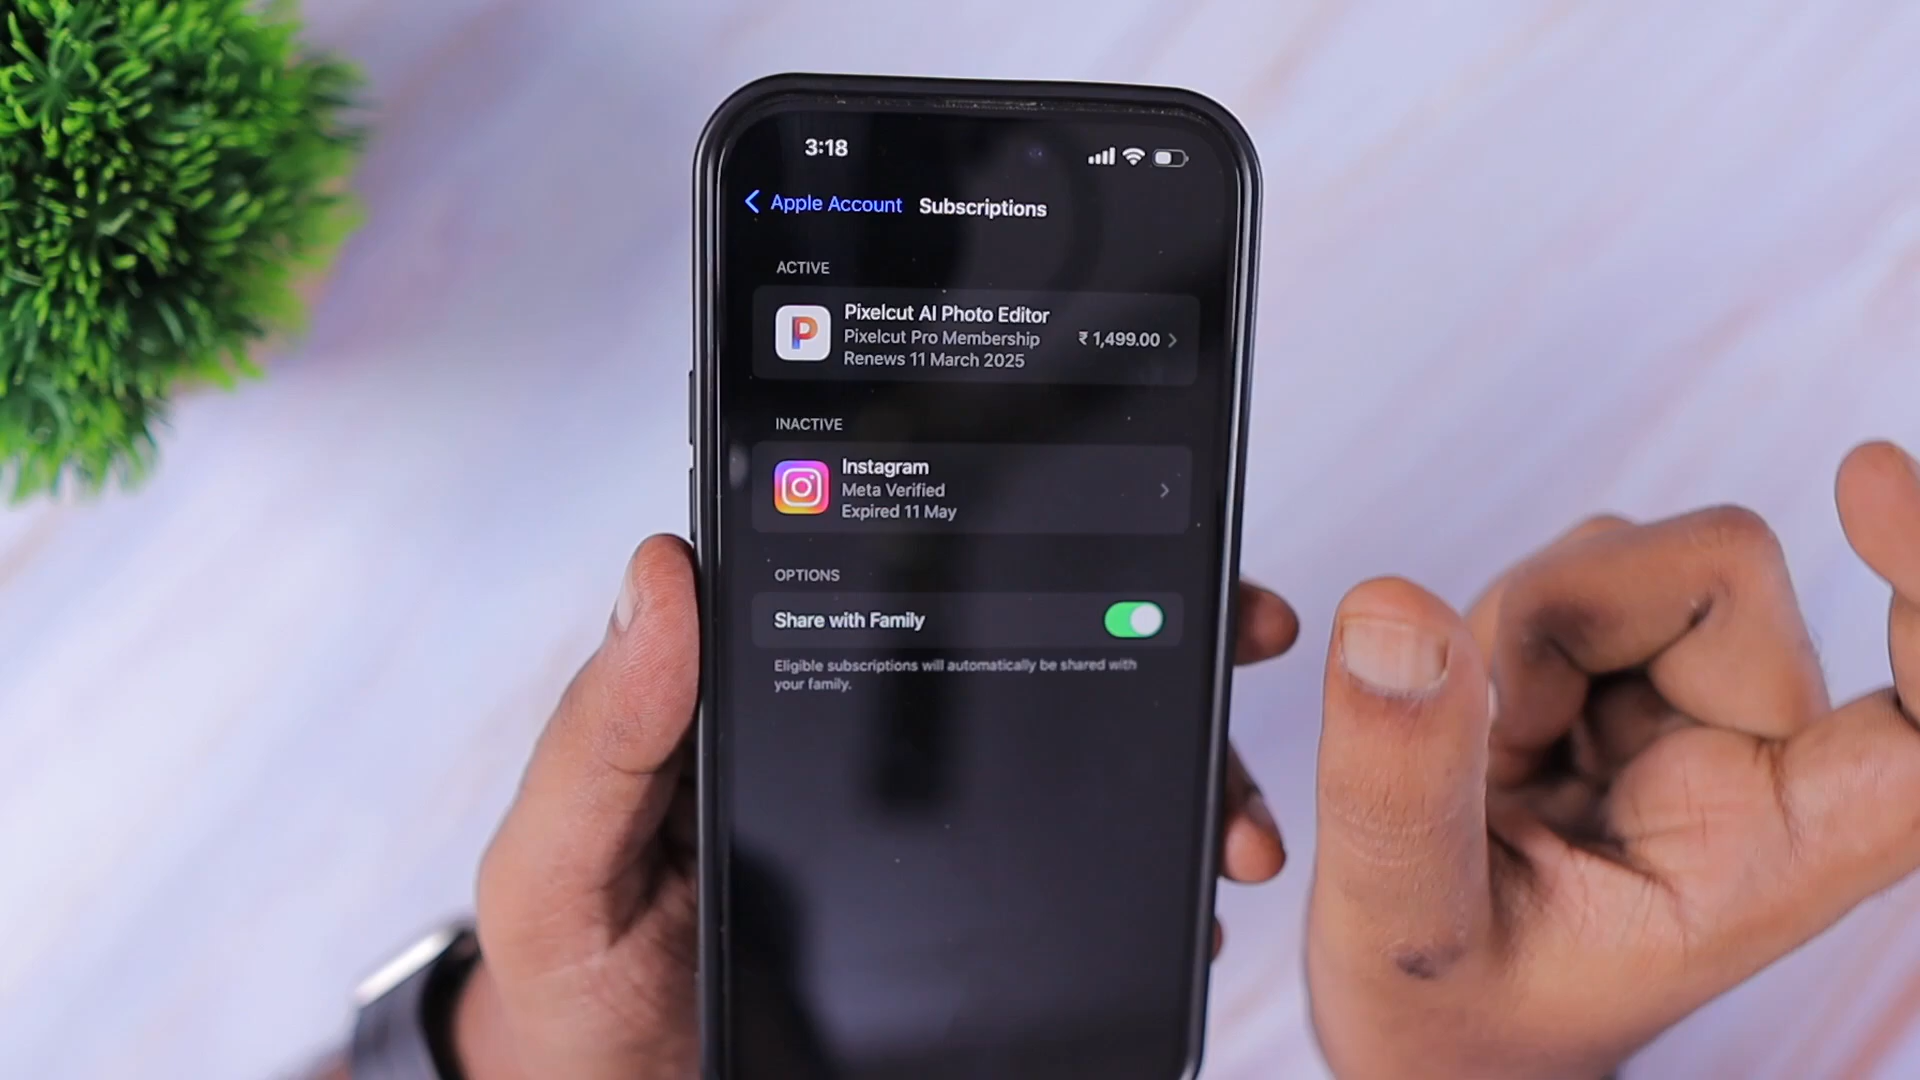 3:18
Apple Account Subscriptions
ACTIVE
Pixelcut AI Photo Editor
Pixelcut Pro Membership
₹ 1,499.00
Renews 11 March 2025
INACTIVE
Instagram
Meta Verified
Expired 11 May
OPTIONS
Share with Family
Eligible subscriptions will automatically be shared with
your family.